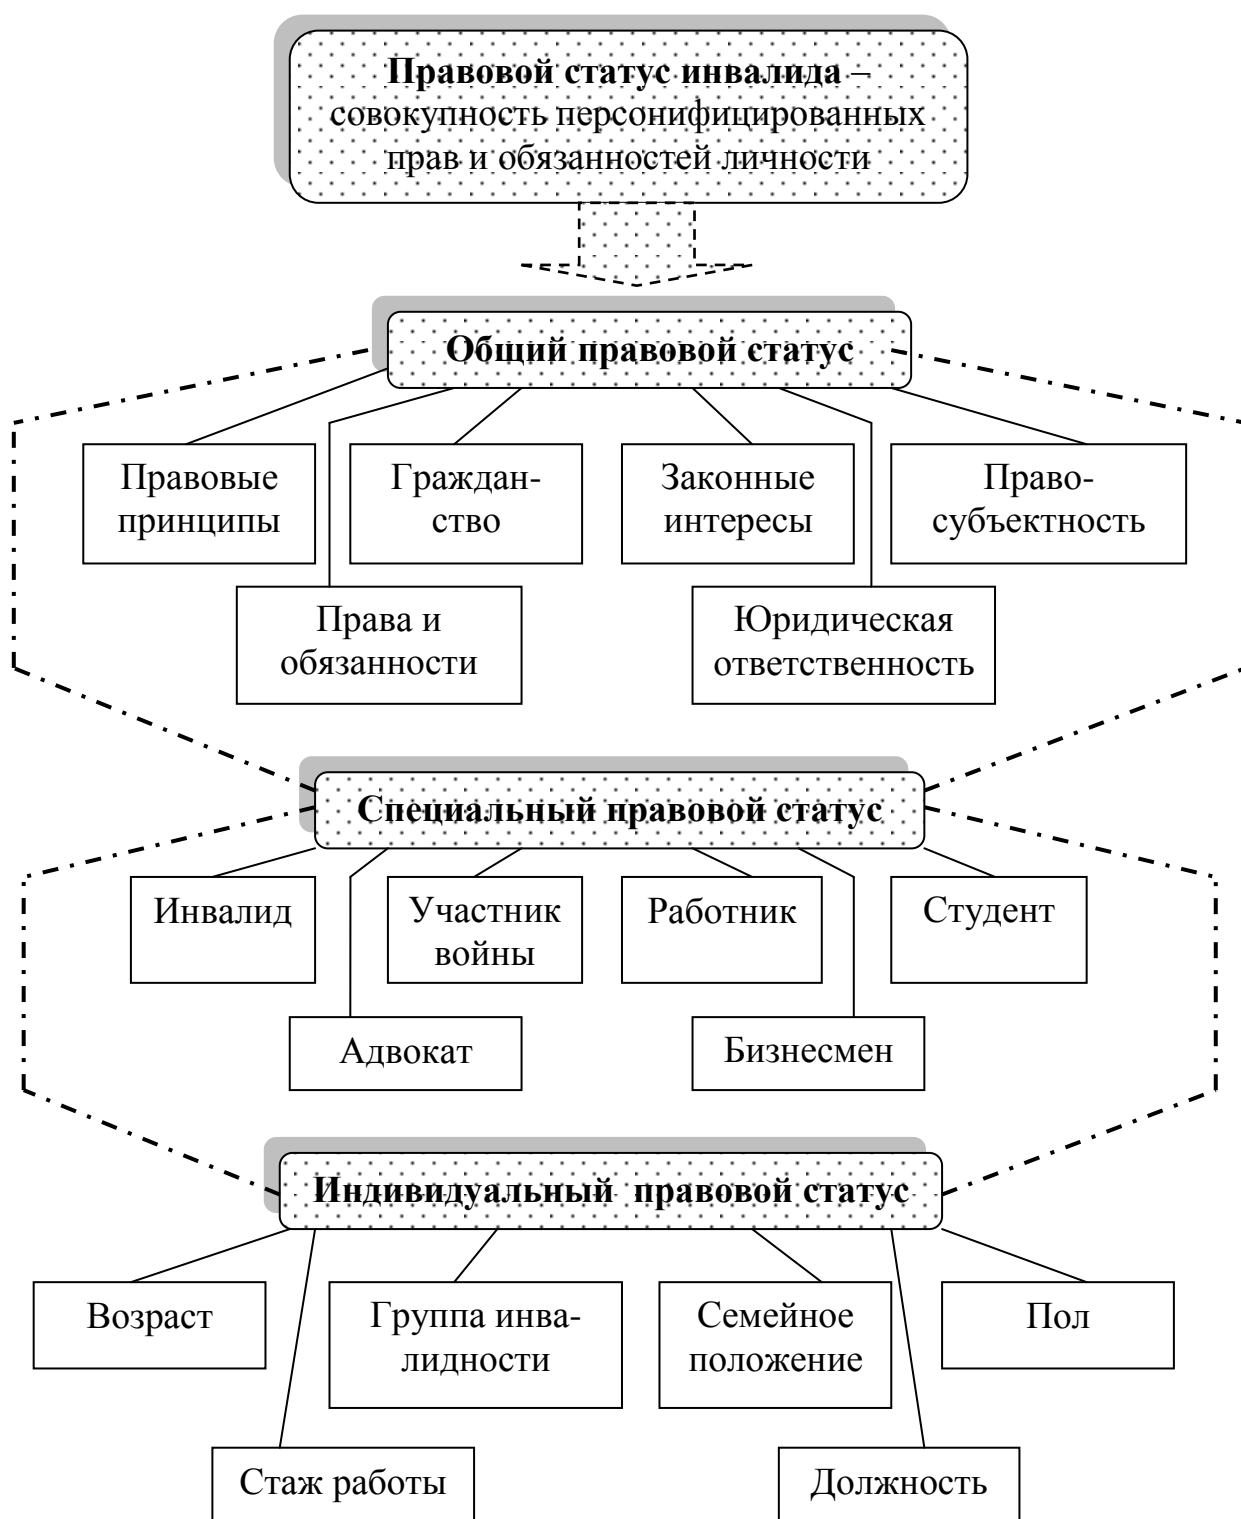 Правовой статус инвалида –
совокупность персонифицированных
прав и обязанностей личности
Общий правовой статус
Правовые
принципы
Граждан-
ство
Законные
интересы
Право-
субъектность
Права и
обязанности
Юридическая
ответственность
Специальный правовой статус
Инвалид
Участник
войны
Работник
Студент
Адвокат
Бизнесмен
Индивидуальный правовой статус
Возраст
Группа инва-
лидности
Семейное
положение
Пол
Стаж работы
Должность